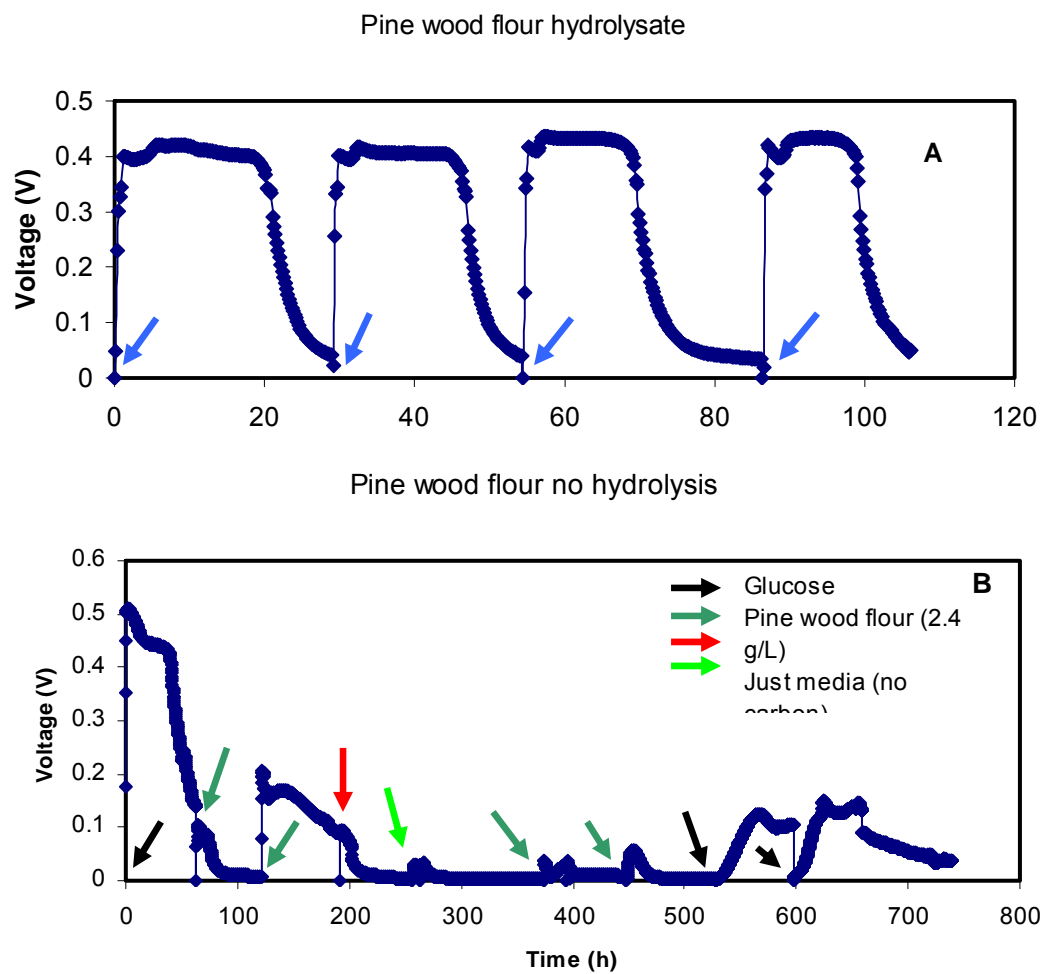 Pine wood flour hydrolysate
0.5
0.4
0.3
0.2
0.1
0
Voltage (V)
A
0 20 40 60 80 100 120
Pine wood flour no hydrolysis
0.6
0.5
0.4
0.3
0.2
0.1
0
Voltage (V)
B
Glucose
Pine wood flour (2.4
g/L)
Just media (no
carbon)
0 100 200 300 400 500 600 700 800
Time (h)